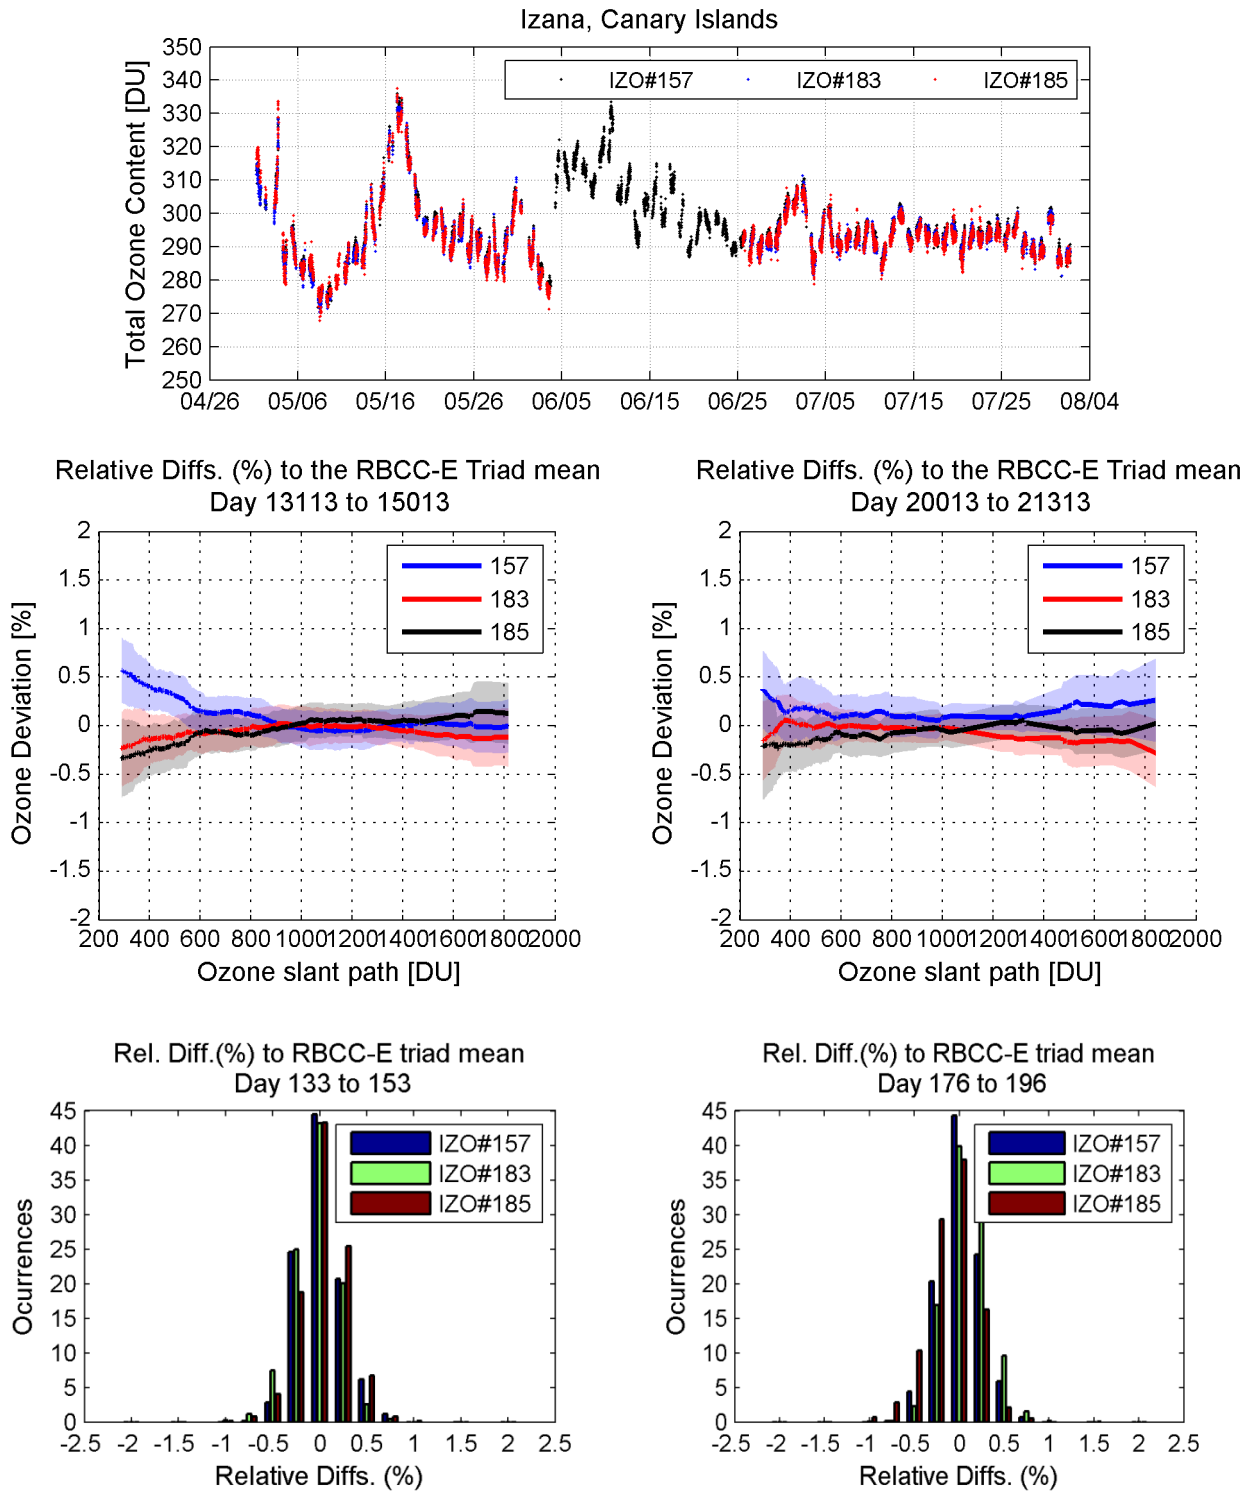 Izana, Canary Islands
Total Ozone Content [DU]
350
340
330
320
310
300
290
280
270
260
250
IZO#157 IZO#183 IZO#185
04/26 05/06 05/16 05/26 06/05 06/15 06/25 07/05 07/15 07/25 08/04
Relative Diffs. (%) to the RBCC-E Triad mean
Day 13113 to 15013
Ozone Deviation [%]
2
1.5
1
0.5
0
-0.5
-1
-1.5
-2
157
183
185
200 400 600 800 1000 1200 1400 1600 1800 2000
Ozone slant path [DU]
Relative Diffs. (%) to the RBCC-E Triad mean
Day 20013 to 21313
Ozone Deviation [%]
2
1.5
1
0.5
0
-0.5
-1
-1.5
-2
157
183
185
200 400 600 800 1000 1200 1400 1600 1800 2000
Ozone slant path [DU]
Rel. Diff.(%) to RBCC-E triad mean
Day 133 to 153
Ocurrences
45
40
35
30
25
20
15
10
5
0
IZO#157
IZO#183
IZO#185
-2.5 -2 -1.5 -1 -0.5 0 0.5 1 1.5 2 2.5
Relative Diffs. (%)
Rel. Diff.(%) to RBCC-E triad mean
Day 176 to 196
Ocurrences
45
40
35
30
25
20
15
10
5
0
IZO#157
IZO#183
IZO#185
-2.5 -2 -1.5 -1 -0.5 0 0.5 1 1.5 2 2.5
Relative Diffs. (%)